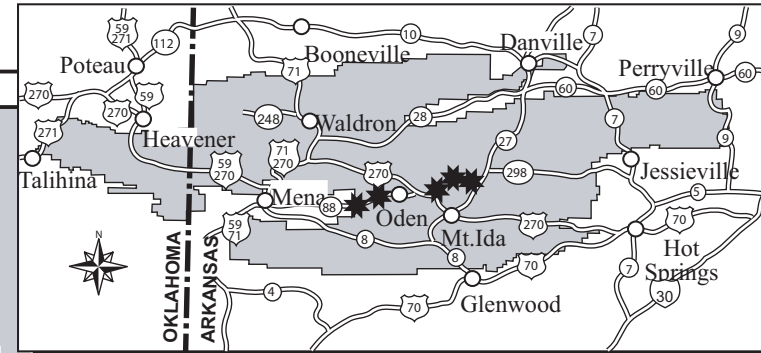 59
271
112
10
Danville
7
9
Poteau
Booneville
Perryville
71
60
60
270
59
270
60
28
248
Waldron
7
271
Heavener
27
9
71
270
Talihina
59
270
270
298
Jessieville
Mena
88
Oden
5
Mt.Ida
270
70
59
71
8
Hot
Springs
N
8
70
7
OKLAHOMA
ARKANSAS
4
70
Glenwood
30